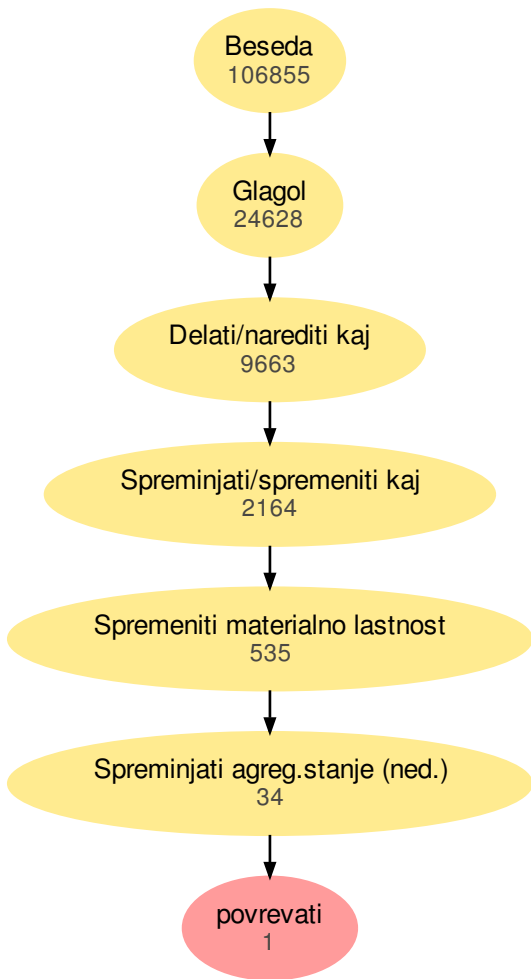 Beseda
106855
Glagol
24628
Delati/narediti kaj
9663
Spreminjati/spremeniti kaj
2164
Spremeniti materialno lastnost
535
Spreminjati agreg.stanje (ned.)
34
povrevati
1